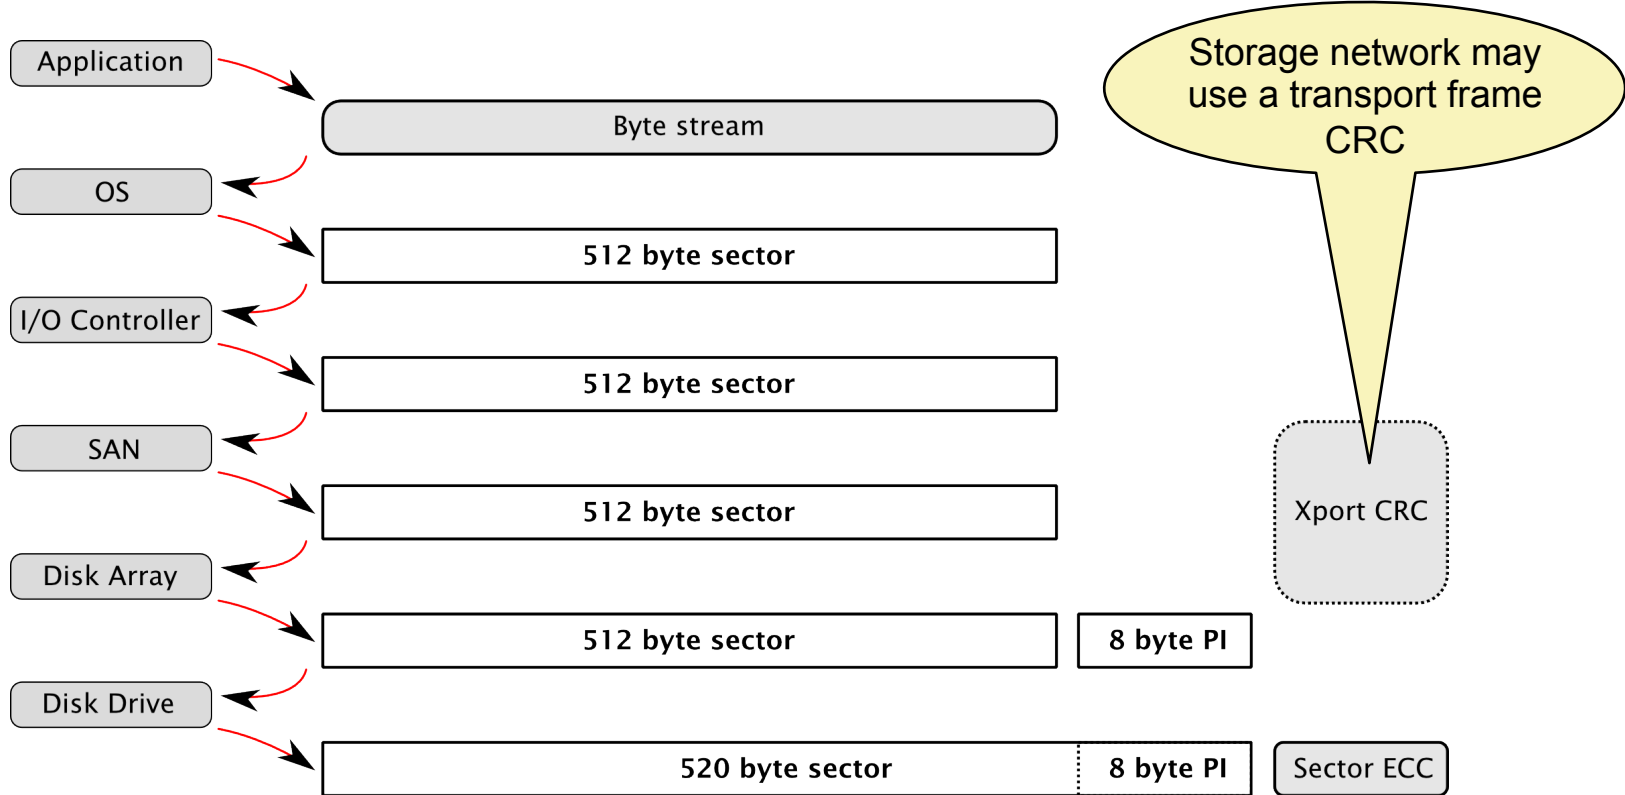 Application
Storage network may
use a transport frame
CRC
Byte stream
OS
512 byte sector
I/O Controller
512 byte sector
SAN
512 byte sector
Xport CRC
Disk Array
512 byte sector
8 byte PI
Disk Drive
520 byte sector
8 byte PI
Sector ECC